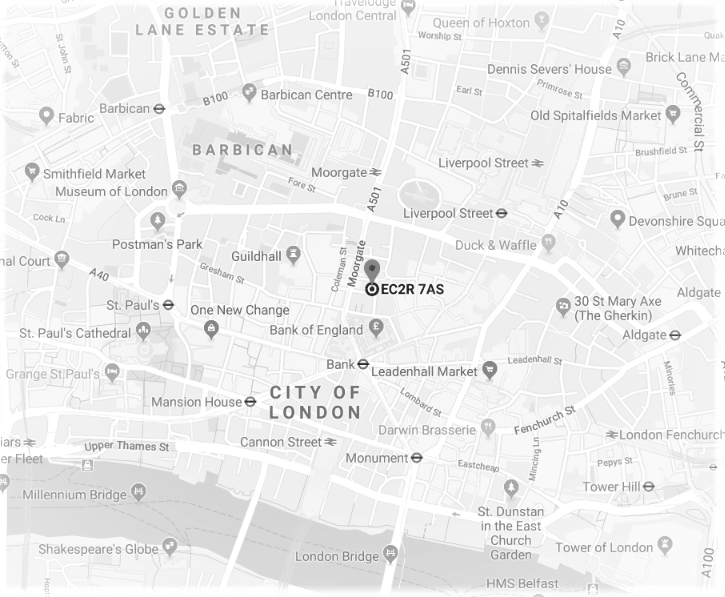 GOLDEN
LANE ESTATE
Travelodge
London Central
Queen of Hoxton
Worship St
A10
St John St
A501
Dennis Severs' House
Brick Lane Ma
Commercial St
Barbican
B100
Barbican Centre
B100
Earl St
Primrose St
Fabric
Old Spitalfields Market
BARBICAN
Brushfield St
Smithfield Market
Museum of London
Moorgate
Liverpool Street
Fore St
A501
Brune St
Cock Ln
Liverpool Street
A10
Devonshire Squa
Postman's Park
Duck & Waffle
Whitecha
nal Court
Guildhall
Coleman St
Moorgate
A40
Gresham St
EC2R 7AS
Aldgate
St. Paul's
One New Change
30 St Mary Axe
(The Gherkin)
St. Paul's Cathedral
Bank of England
Aldgate
Bank
Leadenhall Market
Leadenhall St
Grange St.Paul's
Minories
CITY OF
LONDON
Mansion House
Lombard St
Fenchurch St
Darwin Brasserie
iars
Upper Thames St
Cannon Street
London Fenchurc
er Fleet
Monument
Eastcheap
Mincing Ln
Pepys St
Tower Hill
Millennium Bridge
St. Dunstan
in the East
Church
Garden
Shakespeare's Globe
London Bridge
Tower of London
A100
HMS Belfast